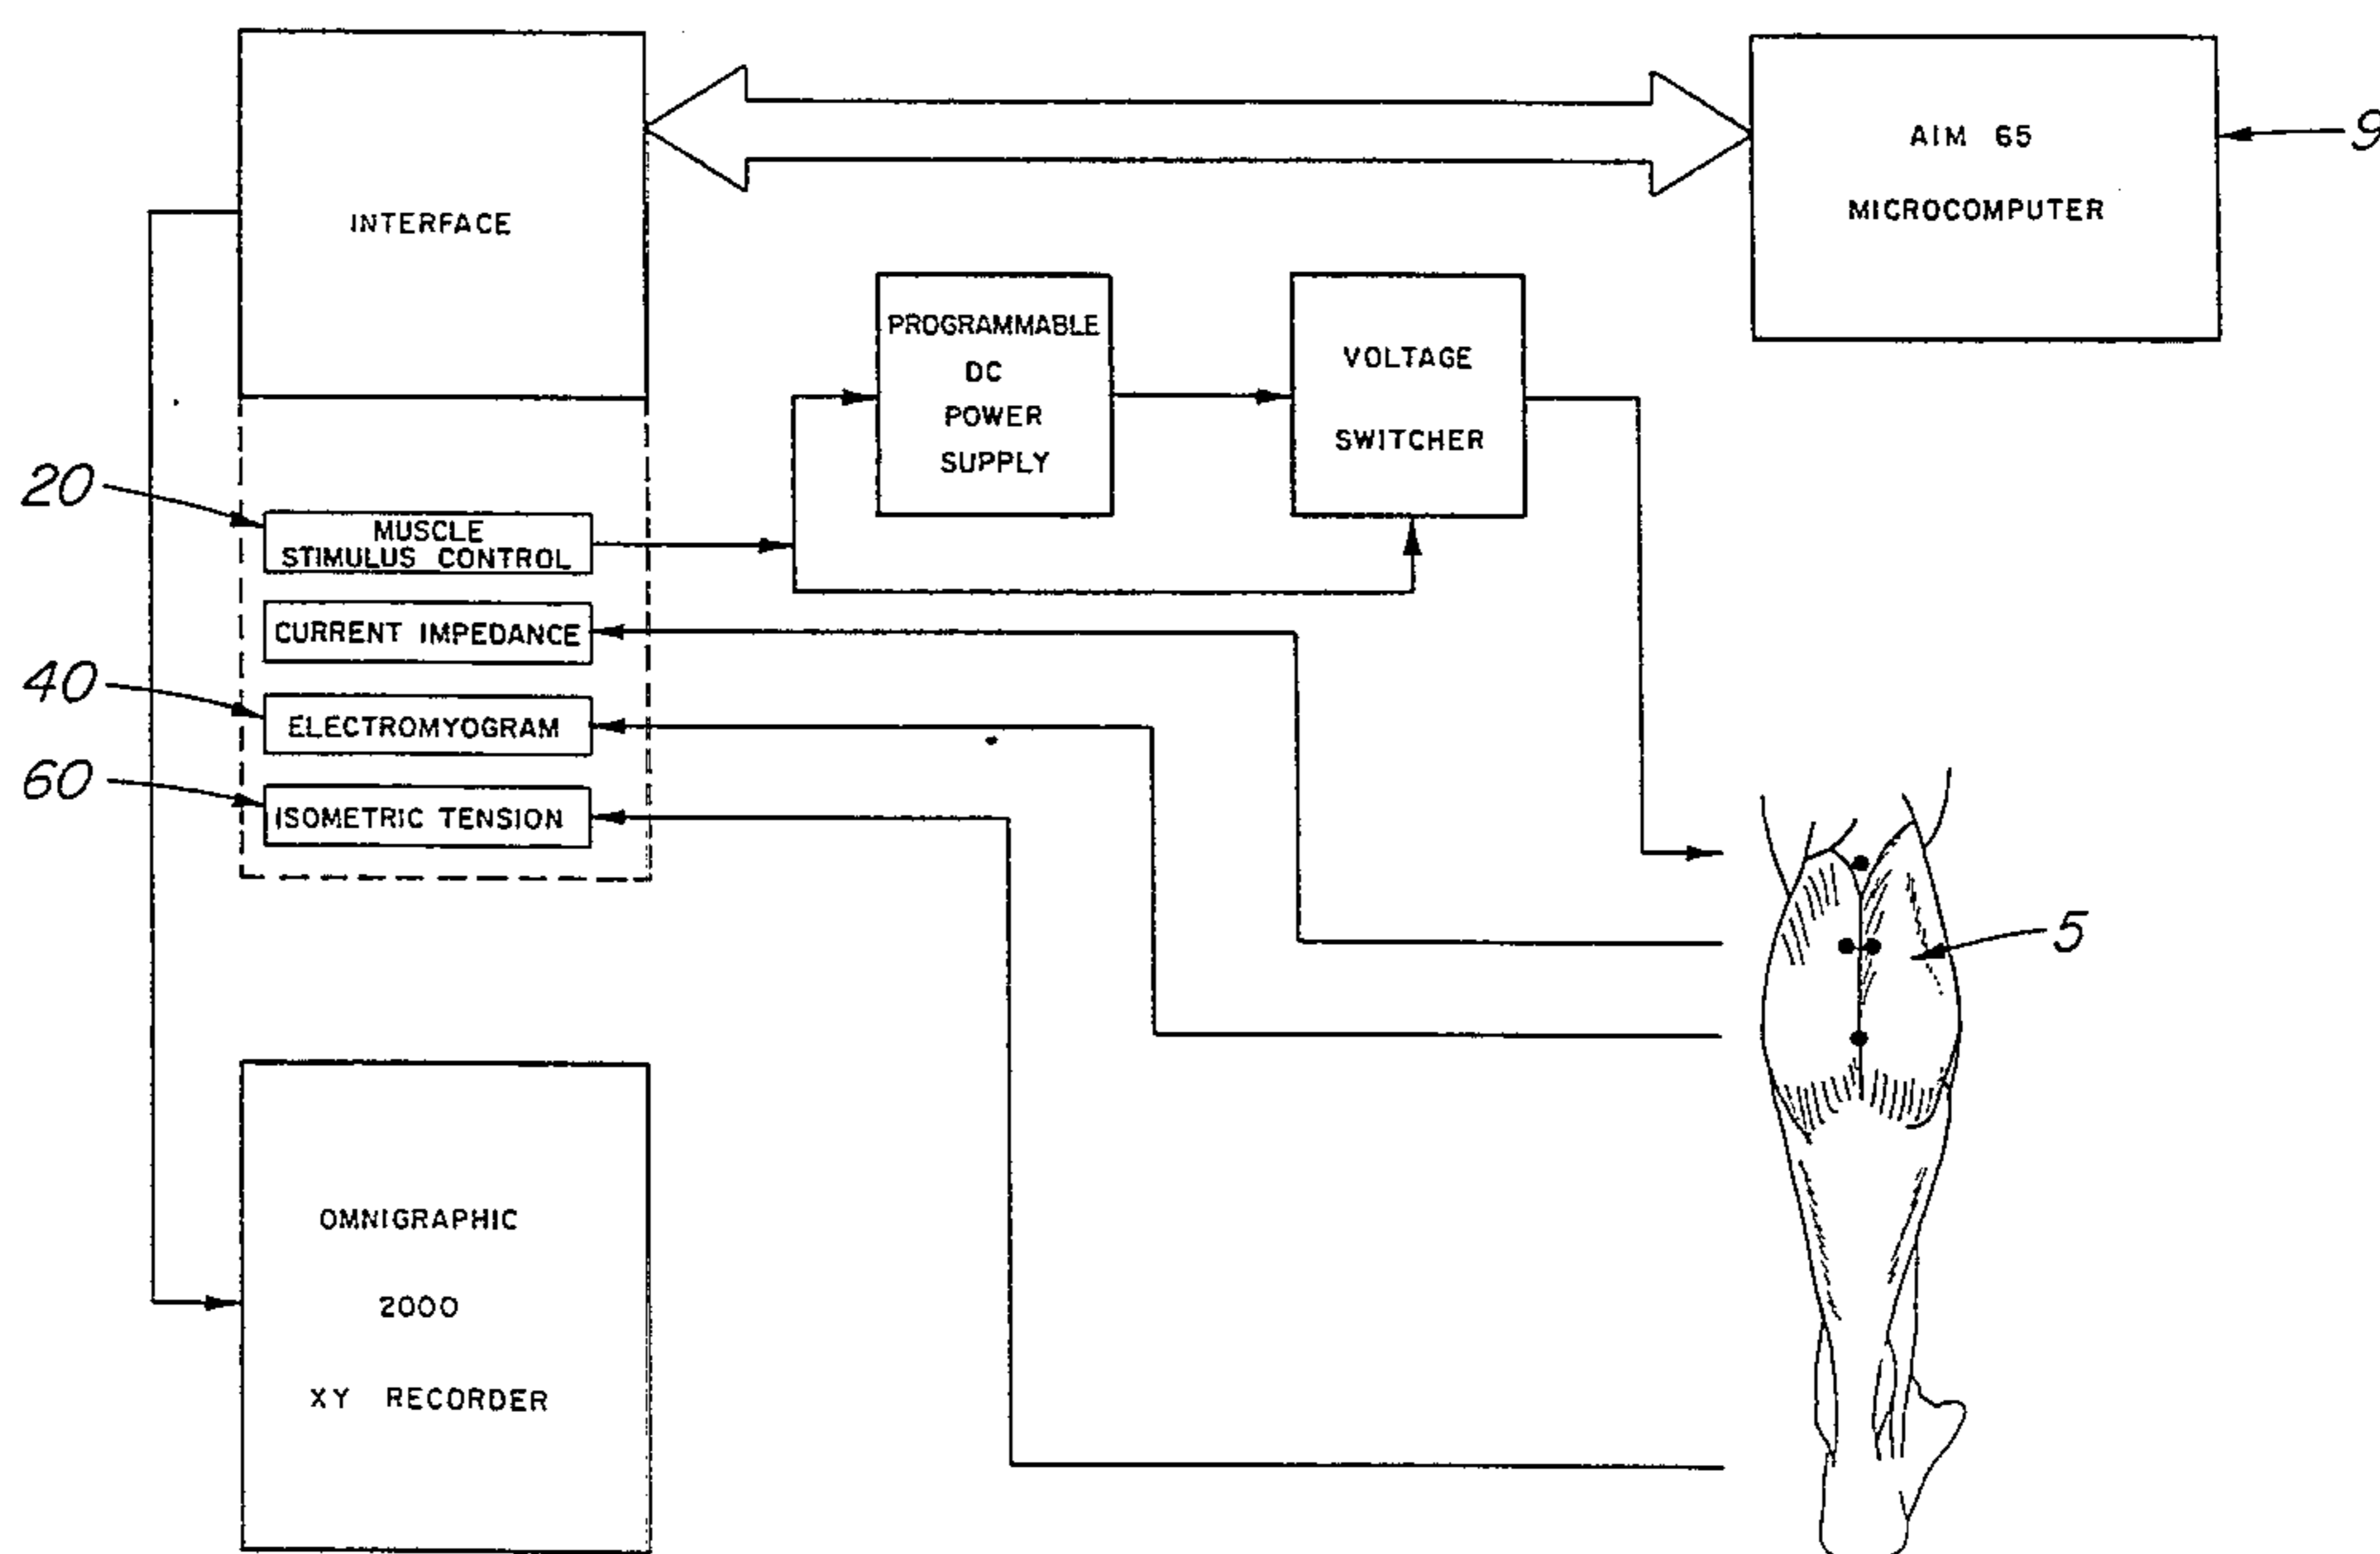 INTERFACE
AIM 65
MICROCOMPUTER
9
PROGRAMMABLE
DC
POWER
SUPPLY
VOLTAGE
SWITCHER
20
MUSCLE
STIMULUS CONTROL
CURRENT IMPEDANCE
40
ELECTROMYOGRAM
60
ISOMETRIC TENSION
5
OMNIGRAPHIC
2000
XY RECORDER